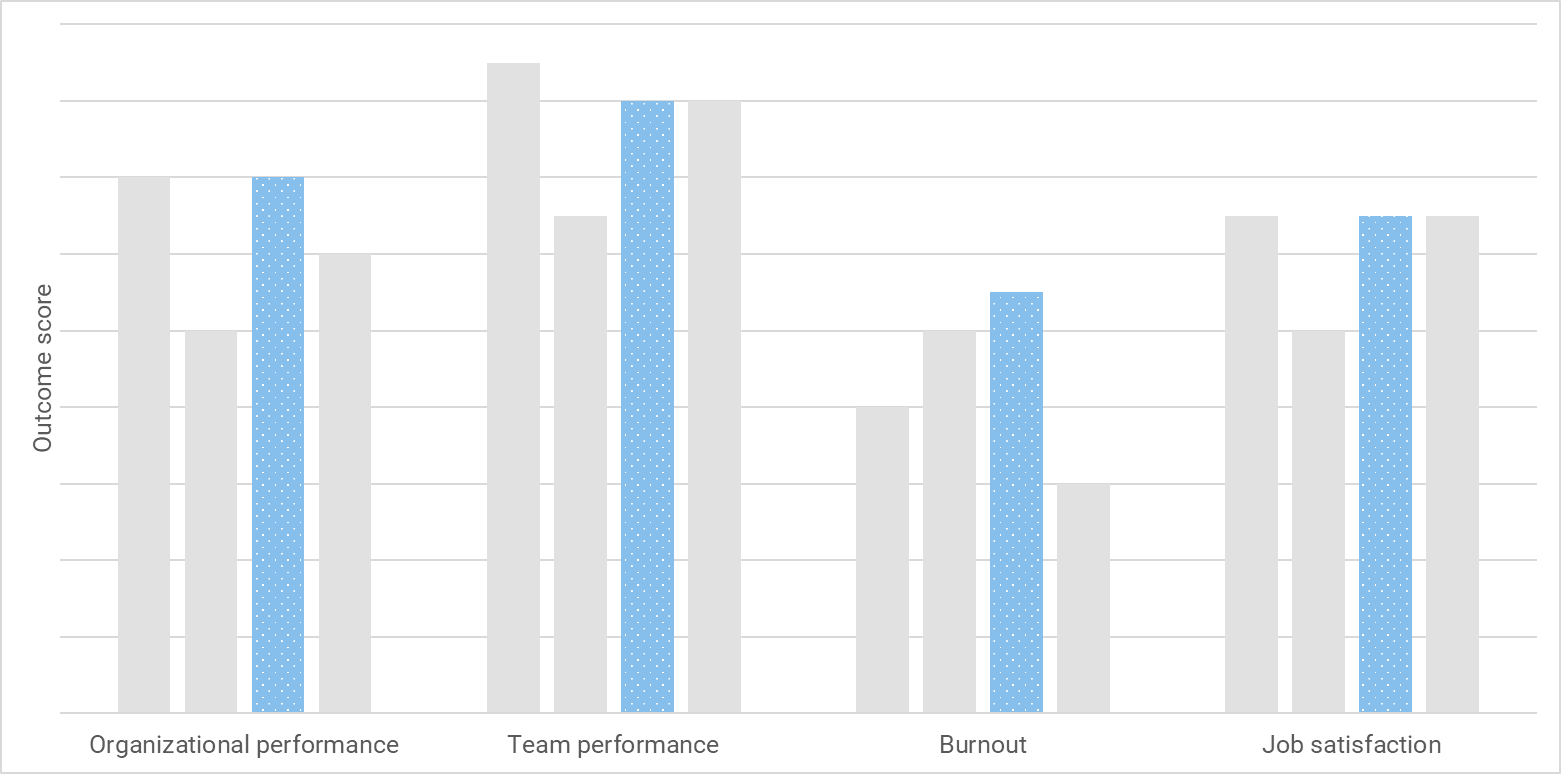 Outcome score
Organizational performance
Team performance
Burnout
Job satisfaction